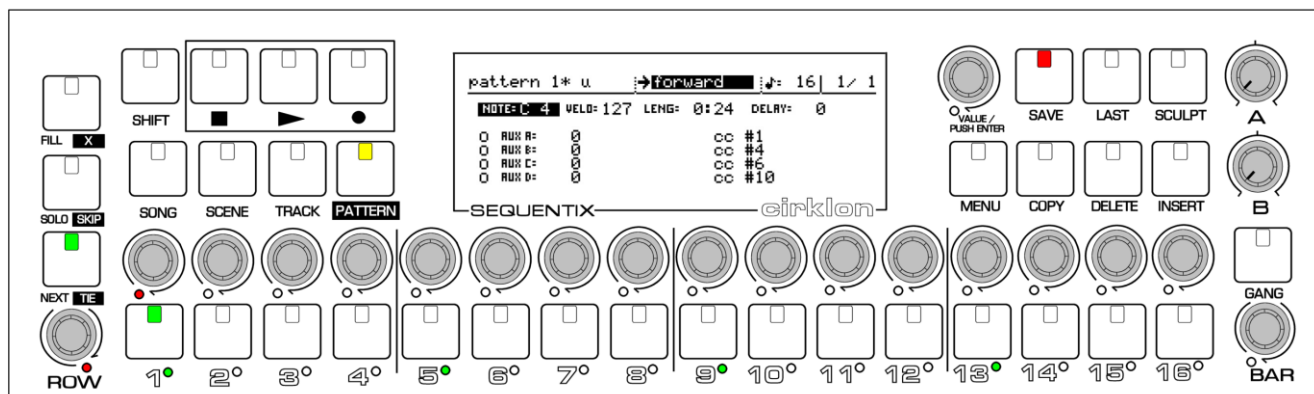 pattern 1* u →forward ♪: 16| 1/ 1
NOTE: C 4 VELO: 127 LENG: 0:24 DELAY: 0
AUX A: 0 cc #1
AUX B: 0 cc #4
AUX C: 0 cc #6
AUX D: 0 cc #10
SEQUENTIX cirklon
SHIFT
FILL X
SONG SCENE TRACK PATTERN
SOLO SKIP
NEXT TIE
ROW
VALUE / PUSH ENTER
SAVE LAST SCULPT
A
MENU COPY DELETE INSERT
B
GANG
1 2 3 4 5 6 7 8 9 10 11 12 13 14 15 16
BAR